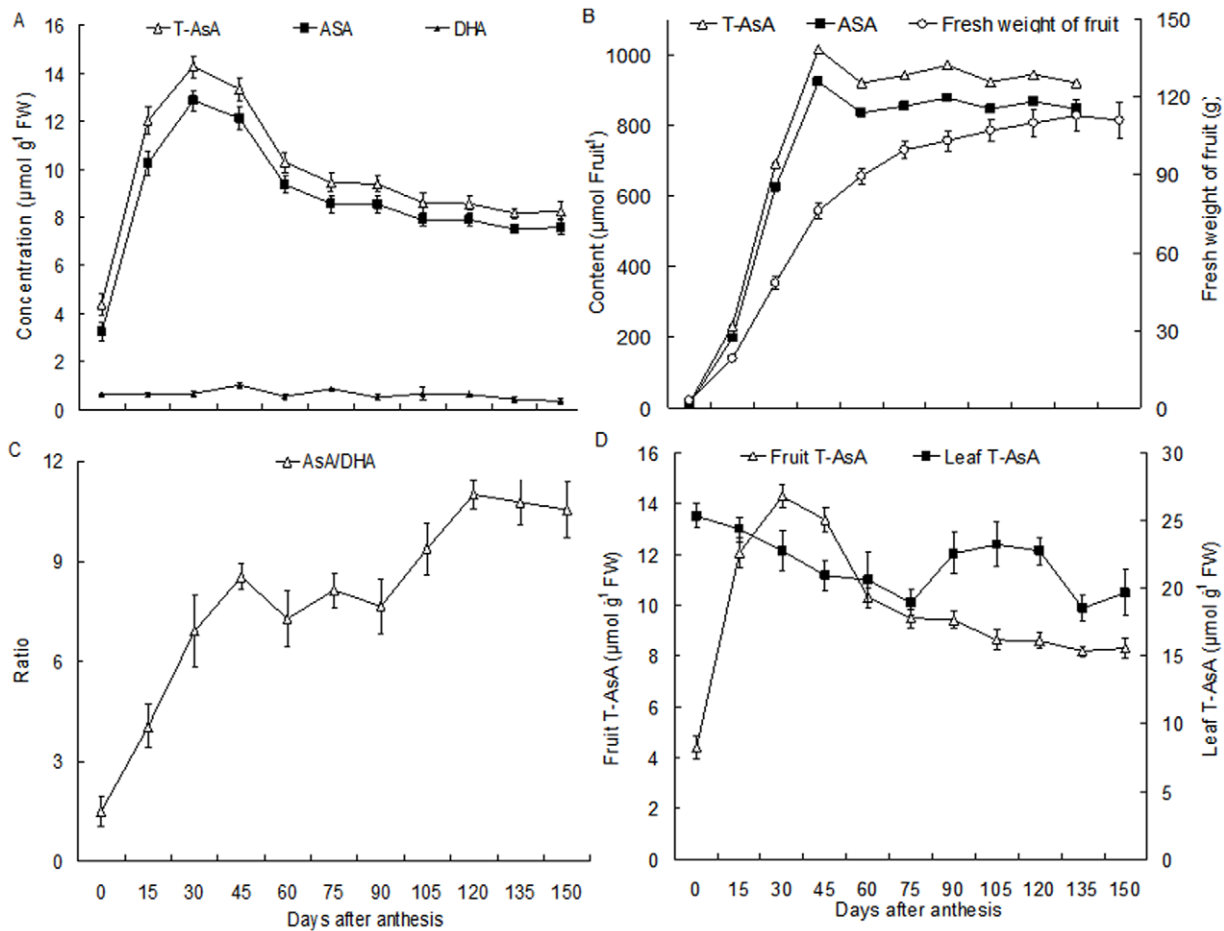 A
T-AsA
ASA
DHA
Concentration (µmol g¹ FW)
16
14
12
10
8
6
4
2
0
B
T-AsA
ASA
Fresh weight of fruit
Content (µmol Fruit¹)
1000
800
600
400
200
0
Fresh weight of fruit (g)
150
120
90
60
30
0
C
AsA/DHA
Ratio
12
9
6
3
0
0 15 30 45 60 75 90 105 120 135 150
Days after anthesis
D
Fruit T-AsA
Leaf T-AsA
Fruit T-AsA (µmol g¹ FW)
16
14
12
10
8
6
4
2
0
Leaf T-AsA (µmol g¹ FW)
30
25
20
15
10
5
0
0 15 30 45 60 75 90 105 120 135 150
Days after anthesis